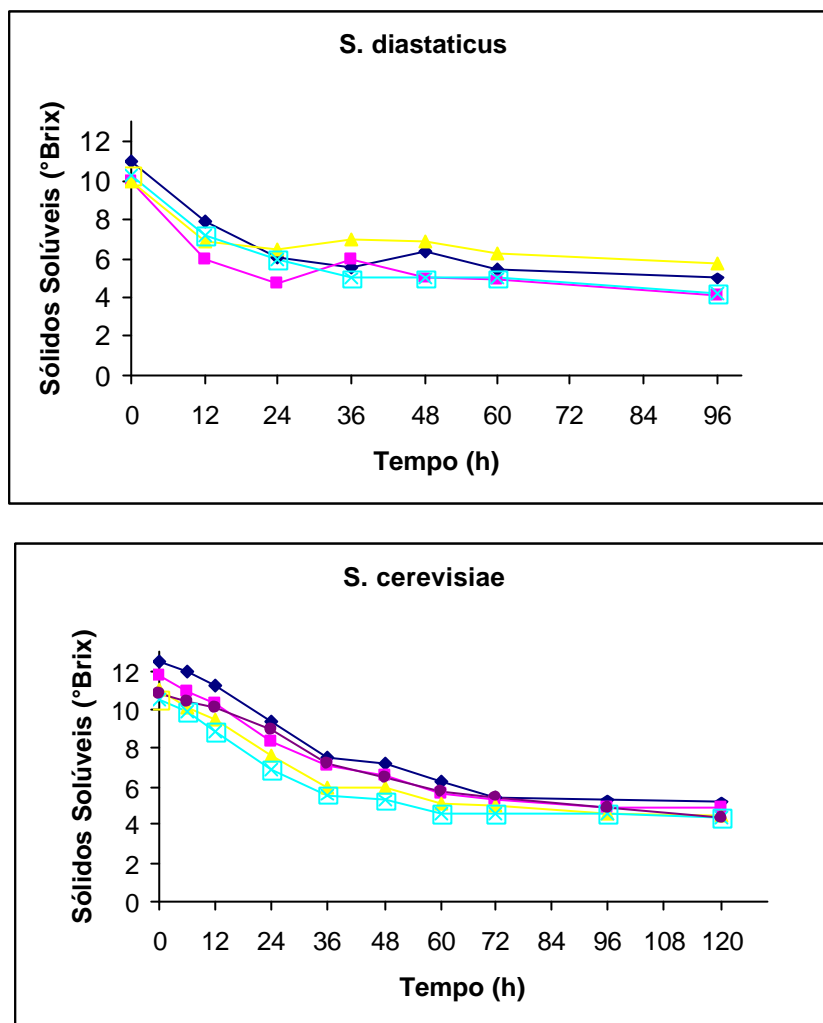 S. diastaticus
Sólidos Solúveis (°Brix)
12
10
8
6
4
2
0
0 12 24 36 48 60 72 84 96
Tempo (h)
S. cerevisiae
Sólidos Solúveis (°Brix)
12
10
8
6
4
2
0
0 12 24 36 48 60 72 84 96 108 120
Tempo (h)